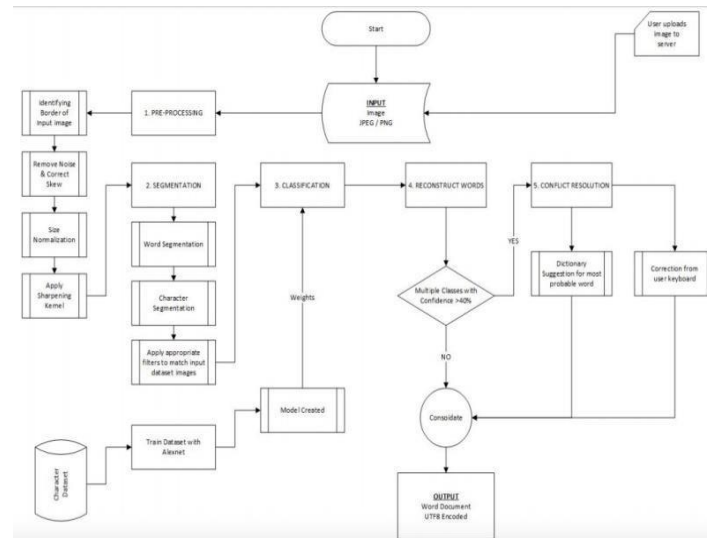 Start
User uploads
image to
server
INPUT
Image
JPEG / PNG
1. PRE-PROCESSING
Identifying
Border of
Input image
Remove Noise
& Correct
Skew
Size
Normalization
Apply
Sharpening
Kernel
2. SEGMENTATION
Word Segmentation
Character
Segmentation
Apply appropriate
filters to match input
dataset images
3. CLASSIFICATION
Weights
Model Created
Train Dataset with
Alexnet
Character
Dataset
4. RECONSTRUCT WORDS
Multiple Classes with
Confidence >40%
YES
NO
5. CONFLICT RESOLUTION
Dictionary
Suggestion for most
probable word
Correction from
user keyboard
Consolidate
OUTPUT
Word Document
UTF8 Encoded